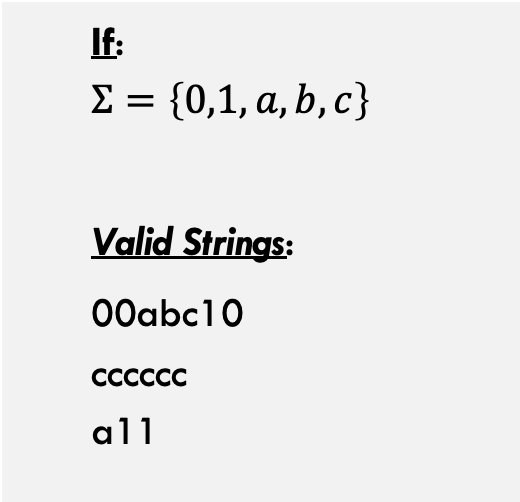 If:
Σ = {0,1, a, b, c}
Valid Strings:
00abc10
cccccc
a11